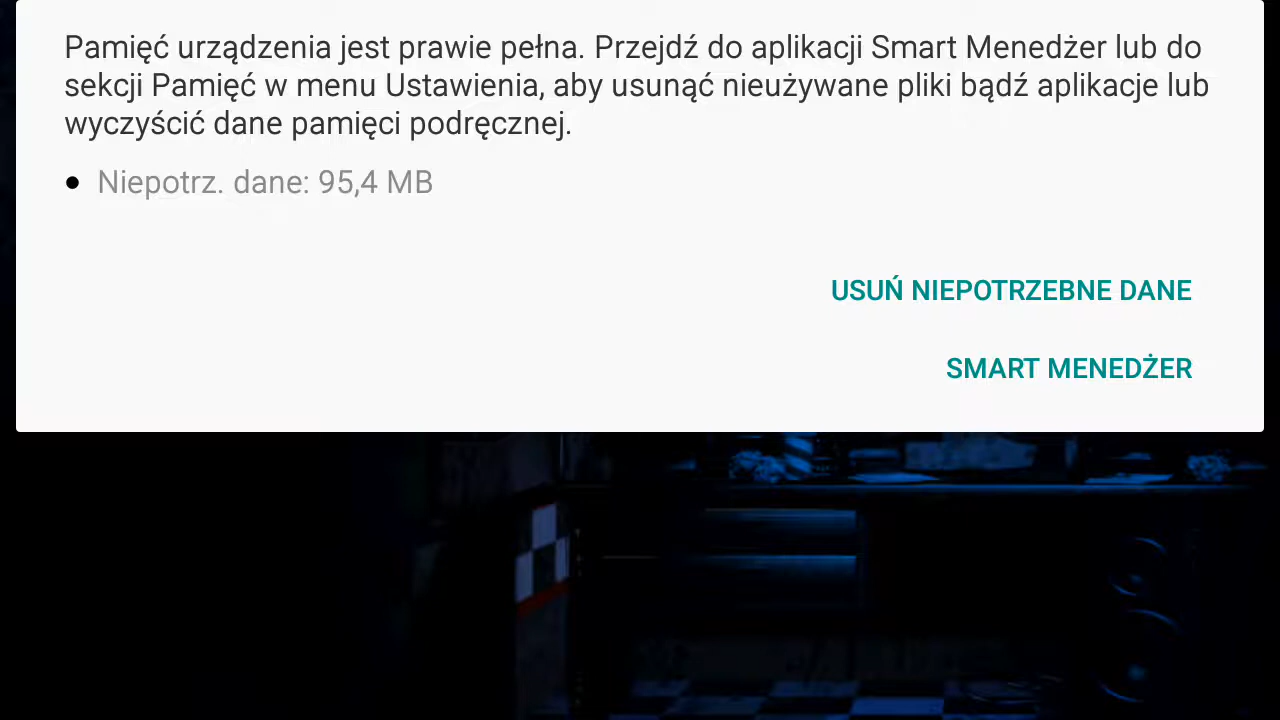 Pamięć urządzenia jest prawie pełna. Przejdź do aplikacji Smart Menedżer lub do
sekcji Pamięć w menu Ustawienia, aby usunąć nieużywane pliki bądź aplikacje lub
wyczyścić dane pamięci podręcznej.
• Niepotrz. dane: 95,4 MB
USUŃ NIEPOTRZEBNE DANE
SMART MENEDŻER